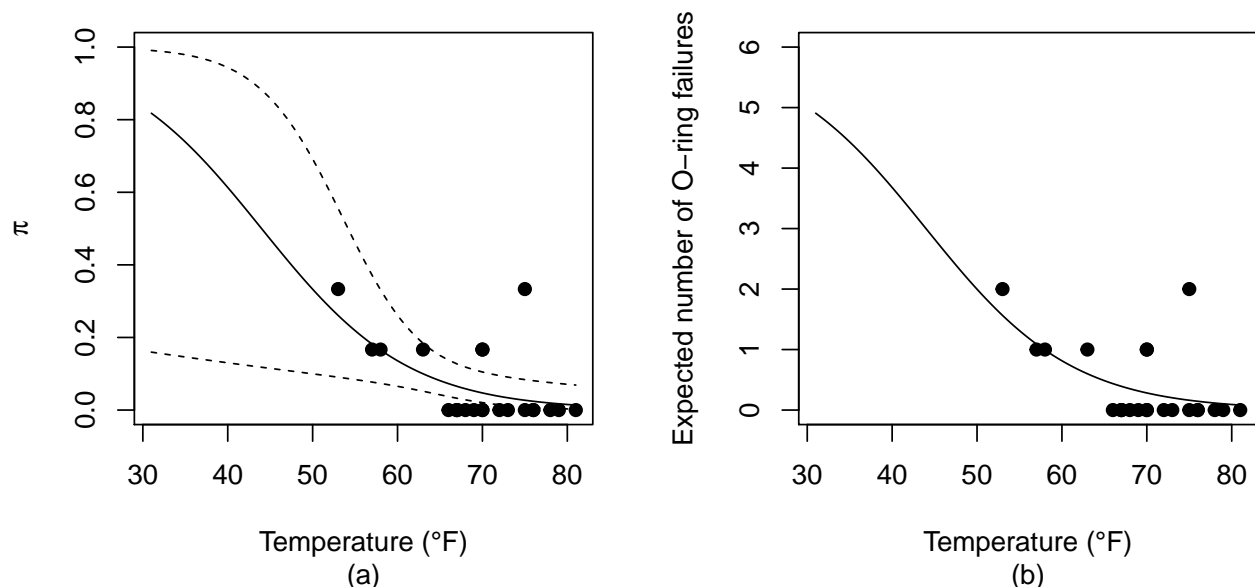 π
0.0 0.2 0.4 0.6 0.8 1.0
30 40 50 60 70 80
Temperature (°F)
(a)
Expected number of O−ring failures
0 1 2 3 4 5 6
30 40 50 60 70 80
Temperature (°F)
(b)